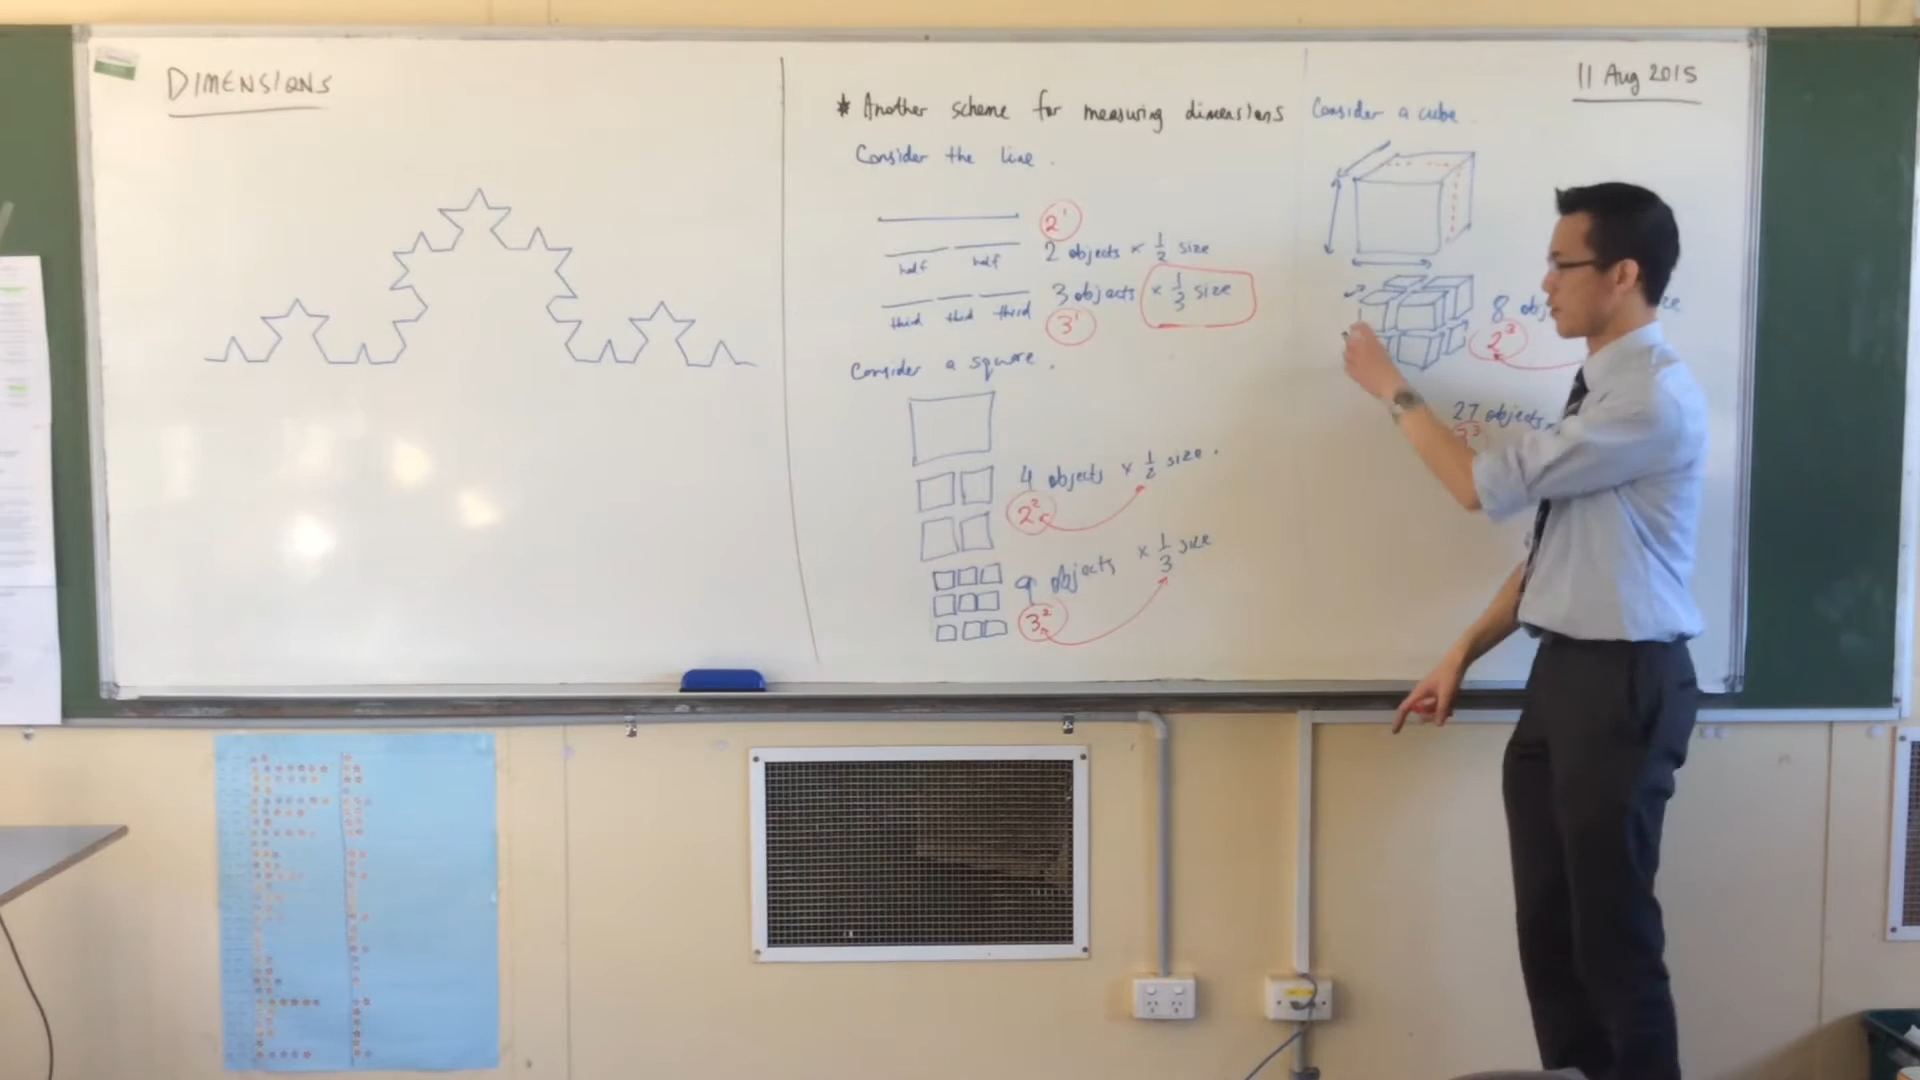 DIMENSIONS
* Another scheme for measuring dimensions
Consider the line.
2¹
half half
2 objects × 1/2 size
third third third
3 objects × 1/3 size
3¹
Consider a square.
4 objects × 1/2 size.
2²
9 objects × 1/3 size
3²
11 Aug 2015
Consider a cube.
8
2³
27 objects ×
3³